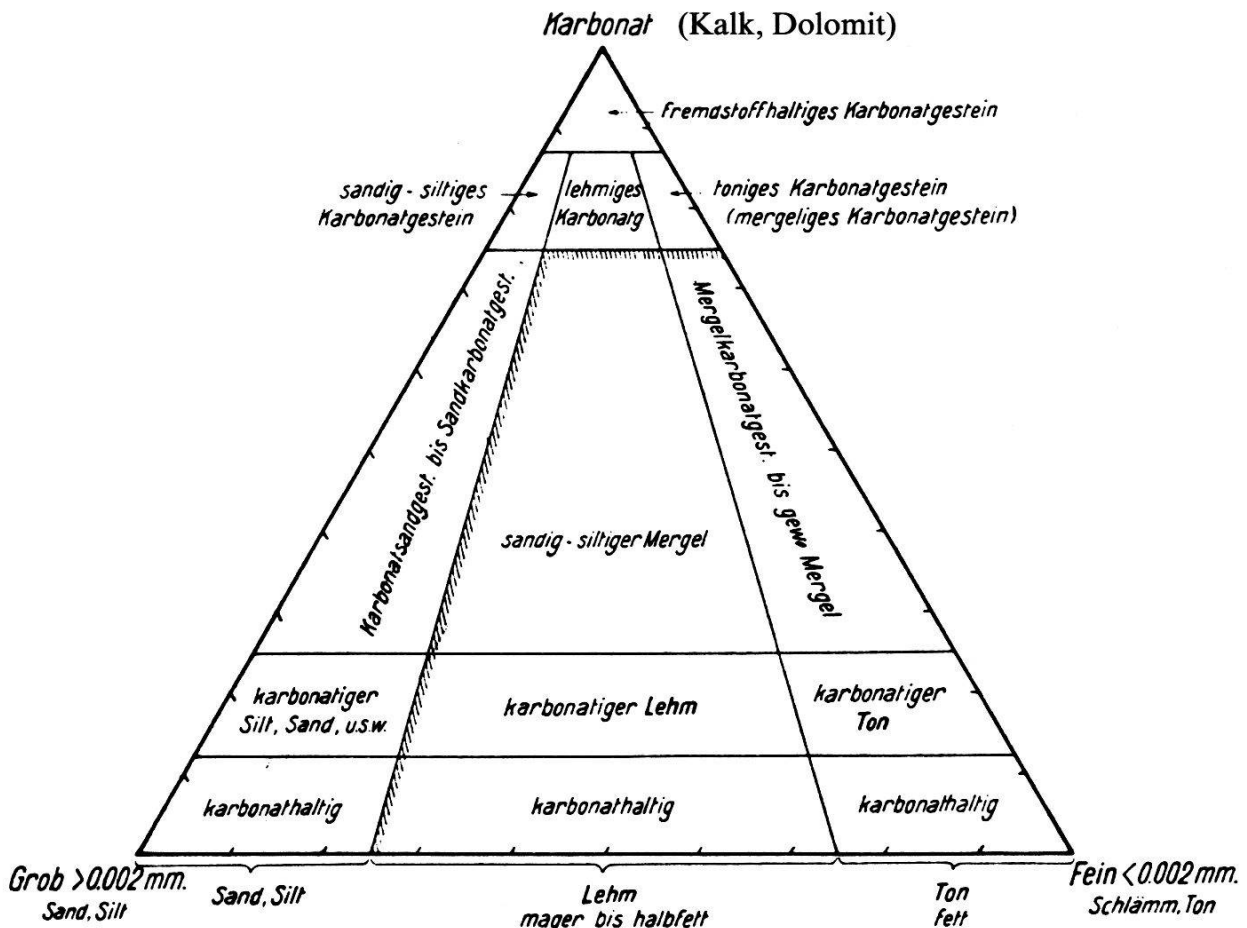 Karbonat (Kalk, Dolomit)
Fremdstoffhaltiges Karbonatgestein
sandig-siltiges
Karbonatgestein
lehmiges
Karbonatg
toniges Karbonatgestein
(mergeliges Karbonatgestein)
Karbonatsandgest. bis Sandkarbonatgest.
Mergelkarbonatgest. bis gew. Mergel
sandig-siltiger Mergel
karbonatiger
Silt, Sand, u.s.w.
karbonatiger Lehm
karbonatiger
Ton
karbonathaltig
karbonathaltig
karbonathaltig
Grob >0.002 mm.
Sand, Silt
Sand, Silt
Lehm
mager bis halbfett
Ton
fett
Fein <0.002 mm.
Schlämm, Ton